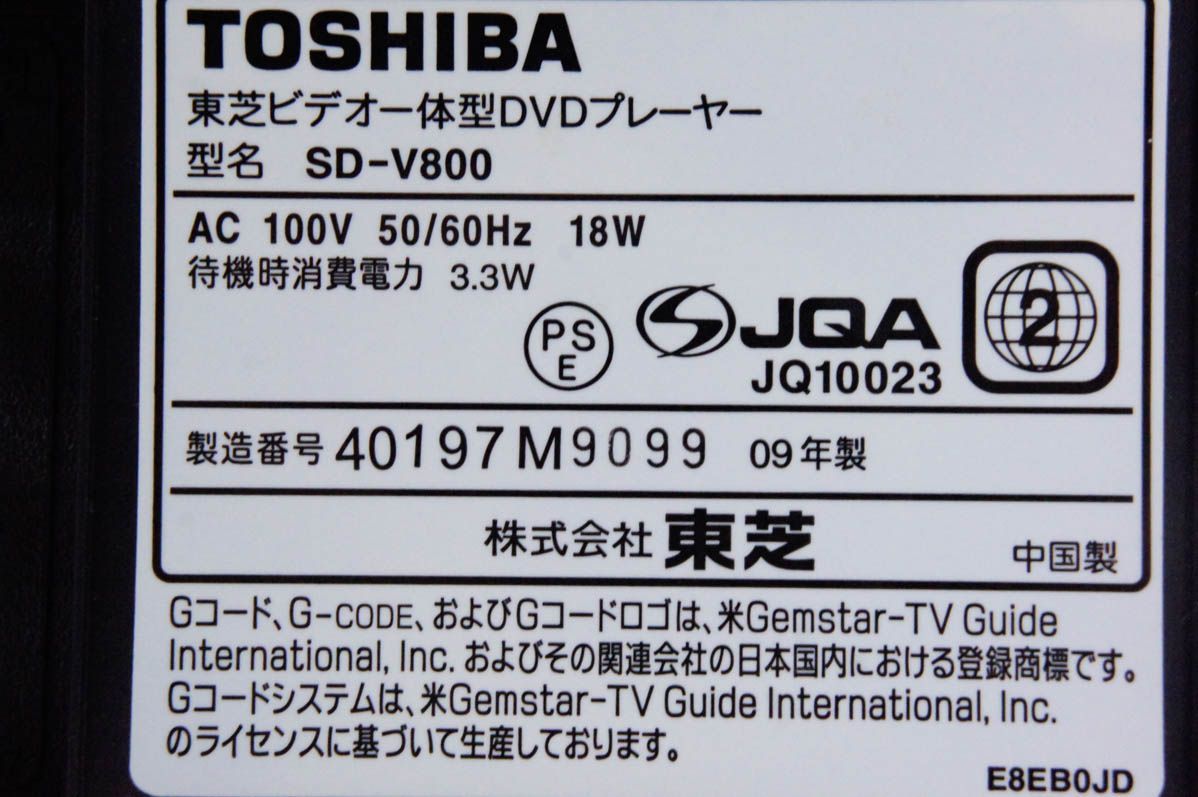 TOSHIBA
東芝ビデオ一体型DVDプレーヤー
型名 SD-V800
AC 100V 50/60Hz 18W
待機時消費電力 3.3W
PS
E
JQA
JQ10023
2
製造番号 40197M9099 09年製
株式会社 東芝
中国製
Gコード、G-CODE、およびGコードロゴは、米Gemstar-TV Guide
International, Inc. およびその関連会社の日本国内における登録商標です。
Gコードシステムは、米Gemstar-TV Guide International, Inc.
のライセンスに基づいて生産しております。
E8EB0JD